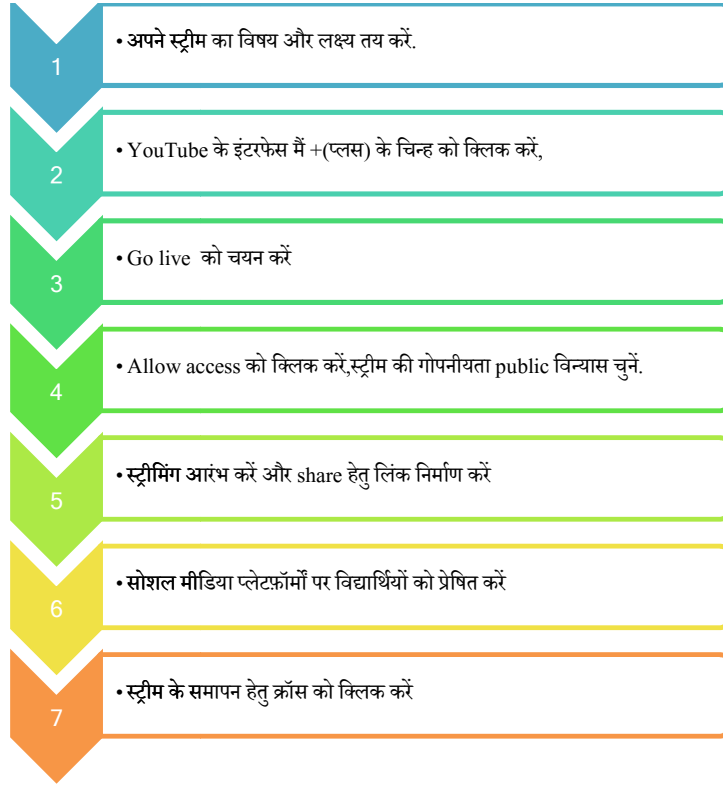 1
• अपने स्ट्रीम का विषय और लक्ष्य तय करें.
2
• YouTube के इंटरफेस मैं +(प्लस) के चिन्ह को क्लिक करें,
3
• Go live को चयन करें
4
• Allow access को क्लिक करें,स्ट्रीम की गोपनीयता public विन्यास चुनें.
5
• स्ट्रीमिंग आरंभ करें और share हेतु लिंक निर्माण करें
6
• सोशल मीडिया प्लेटफ़ॉर्मों पर विद्यार्थियों को प्रेषित करें
7
• स्ट्रीम के समापन हेतु क्रॉस को क्लिक करें